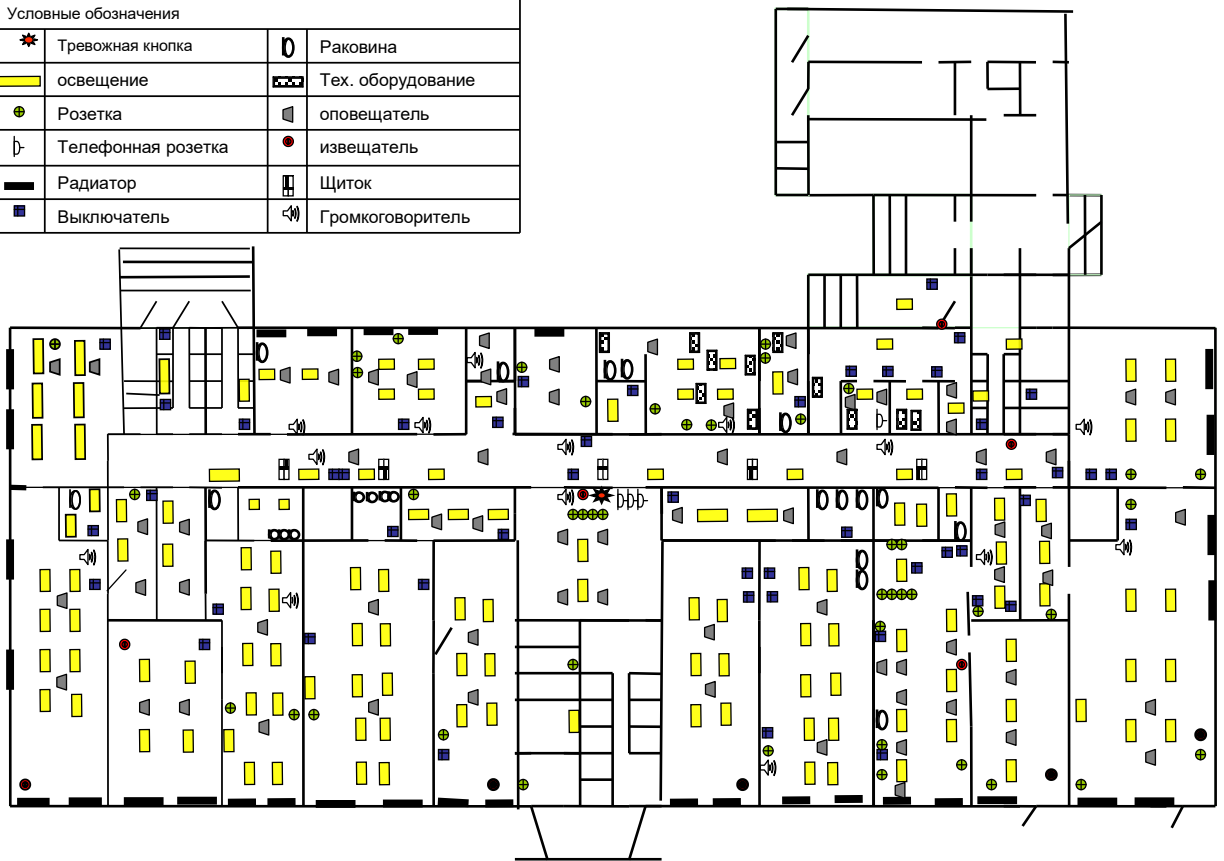 Условные обозначения
Тревожная кнопка
Раковина
освещение
Тех. оборудование
Розетка
оповещатель
Телефонная розетка
извещатель
Радиатор
Щиток
Выключатель
Громкоговоритель